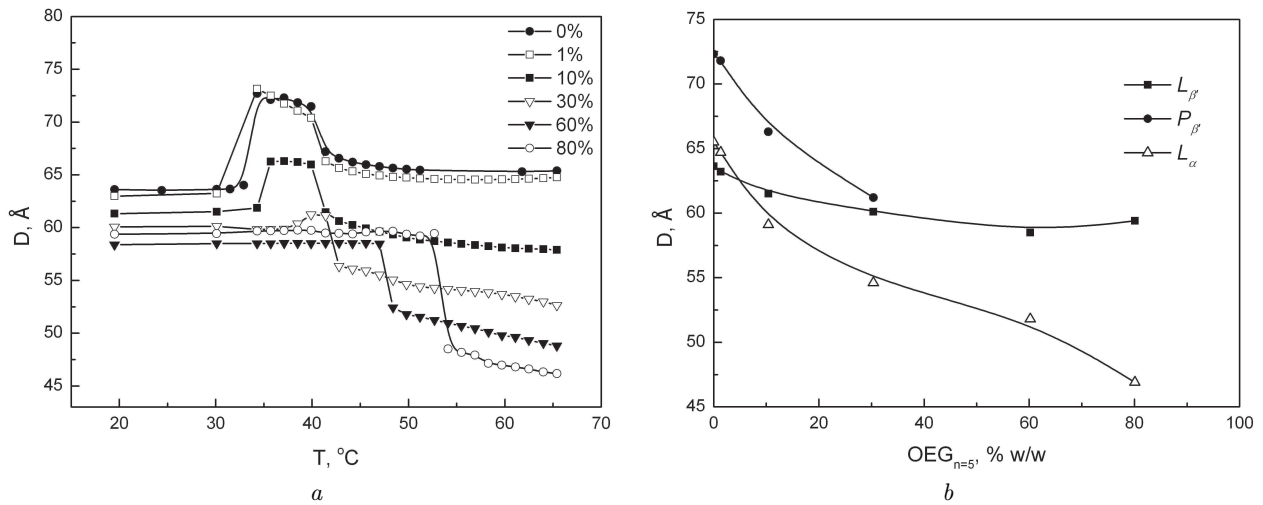 80
75
70
65
60
55
50
45
D, Å
20 30 40 50 60 70
T, °C
0%
1%
10%
30%
60%
80%
a
75
70
65
60
55
50
45
D, Å
0 20 40 60 80 100
OEGₙ₌₅, % w/w
Lβ'
Pβ'
Lα
b